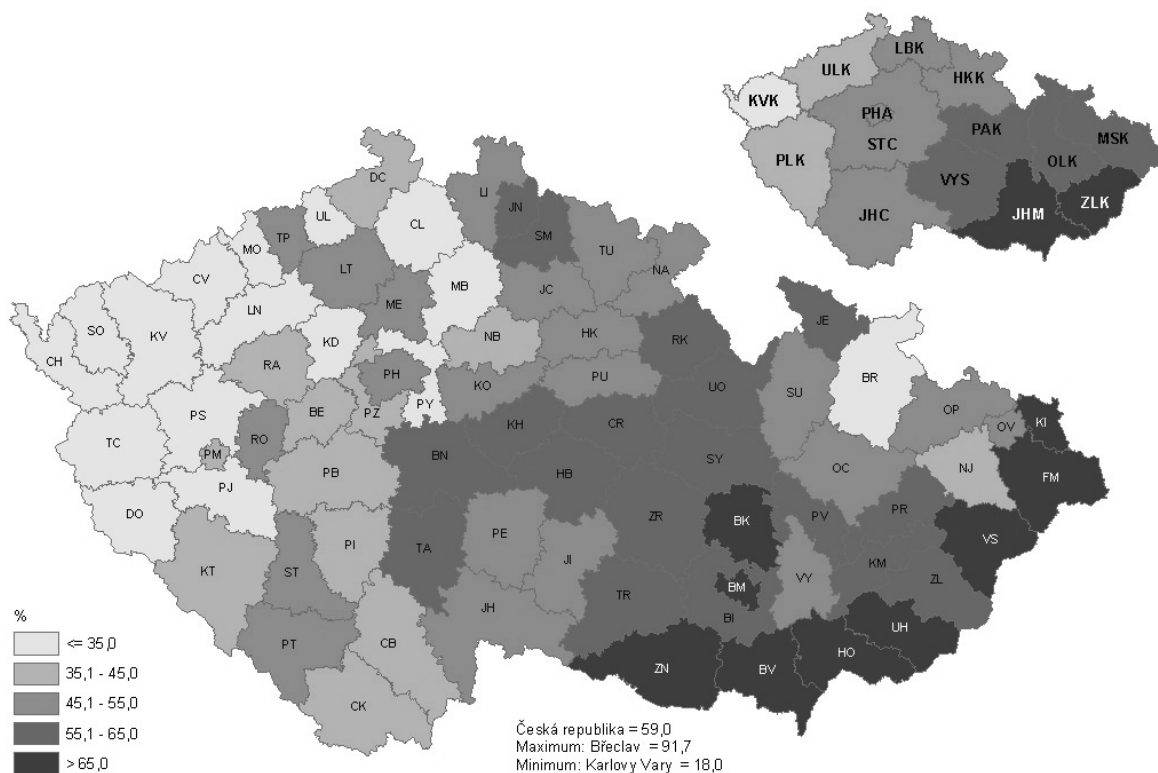 LBK
ULK
HKK
KVK
PHA
PAK
MSK
STC
PLK
OLK
VYS
ZLK
JHC
JHM
DC
LI
JN
UL
CL
SM
TP
MO
TU
NA
CV
LT
MB
JC
ME
LN
SO
KV
KD
NB
HK
RK
JE
CH
RA
PH
KO
PU
UO
BR
SU
OP
PS
BE
PZ
PY
KH
CR
OV
KI
TC
RO
PM
BN
HB
SY
OC
NJ
FM
PB
PJ
DO
ZR
BK
PV
PR
VS
PI
TA
PE
JI
KT
ST
BM
VY
KM
ZL
JH
TR
BI
UH
PT
CB
ZN
BV
HO
CK
%
<= 35,0
35,1 - 45,0
45,1 - 55,0
55,1 - 65,0
> 65,0
Česká republika = 59,0
Maximum: Břeclav = 91,7
Minimum: Karlovy Vary = 18,0